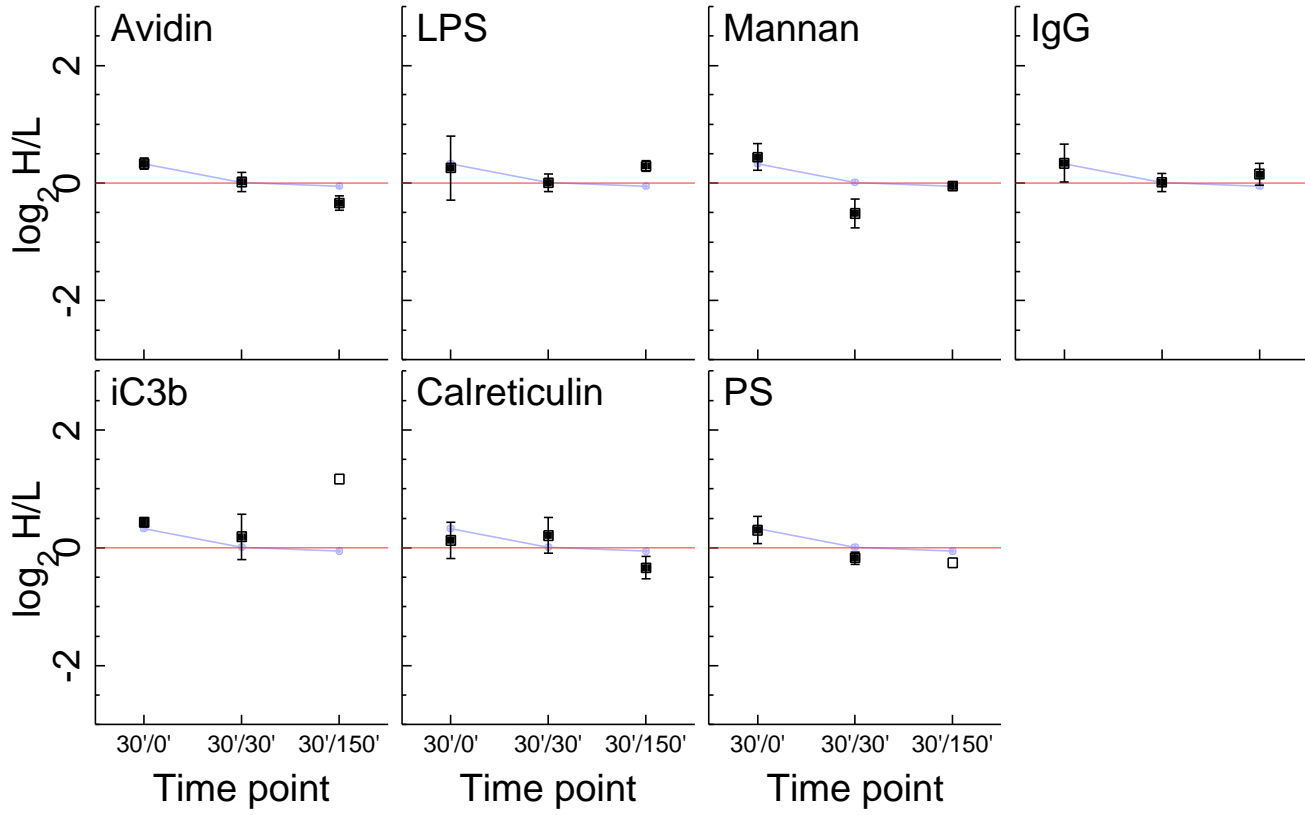 Avidin
LPS
Mannan
IgG
log2 H/L
2
0
-2
iC3b
Calreticulin
PS
log2 H/L
2
0
-2
30'/0' 30'/30' 30'/150'
30'/0' 30'/30' 30'/150'
30'/0' 30'/30' 30'/150'
Time point
Time point
Time point